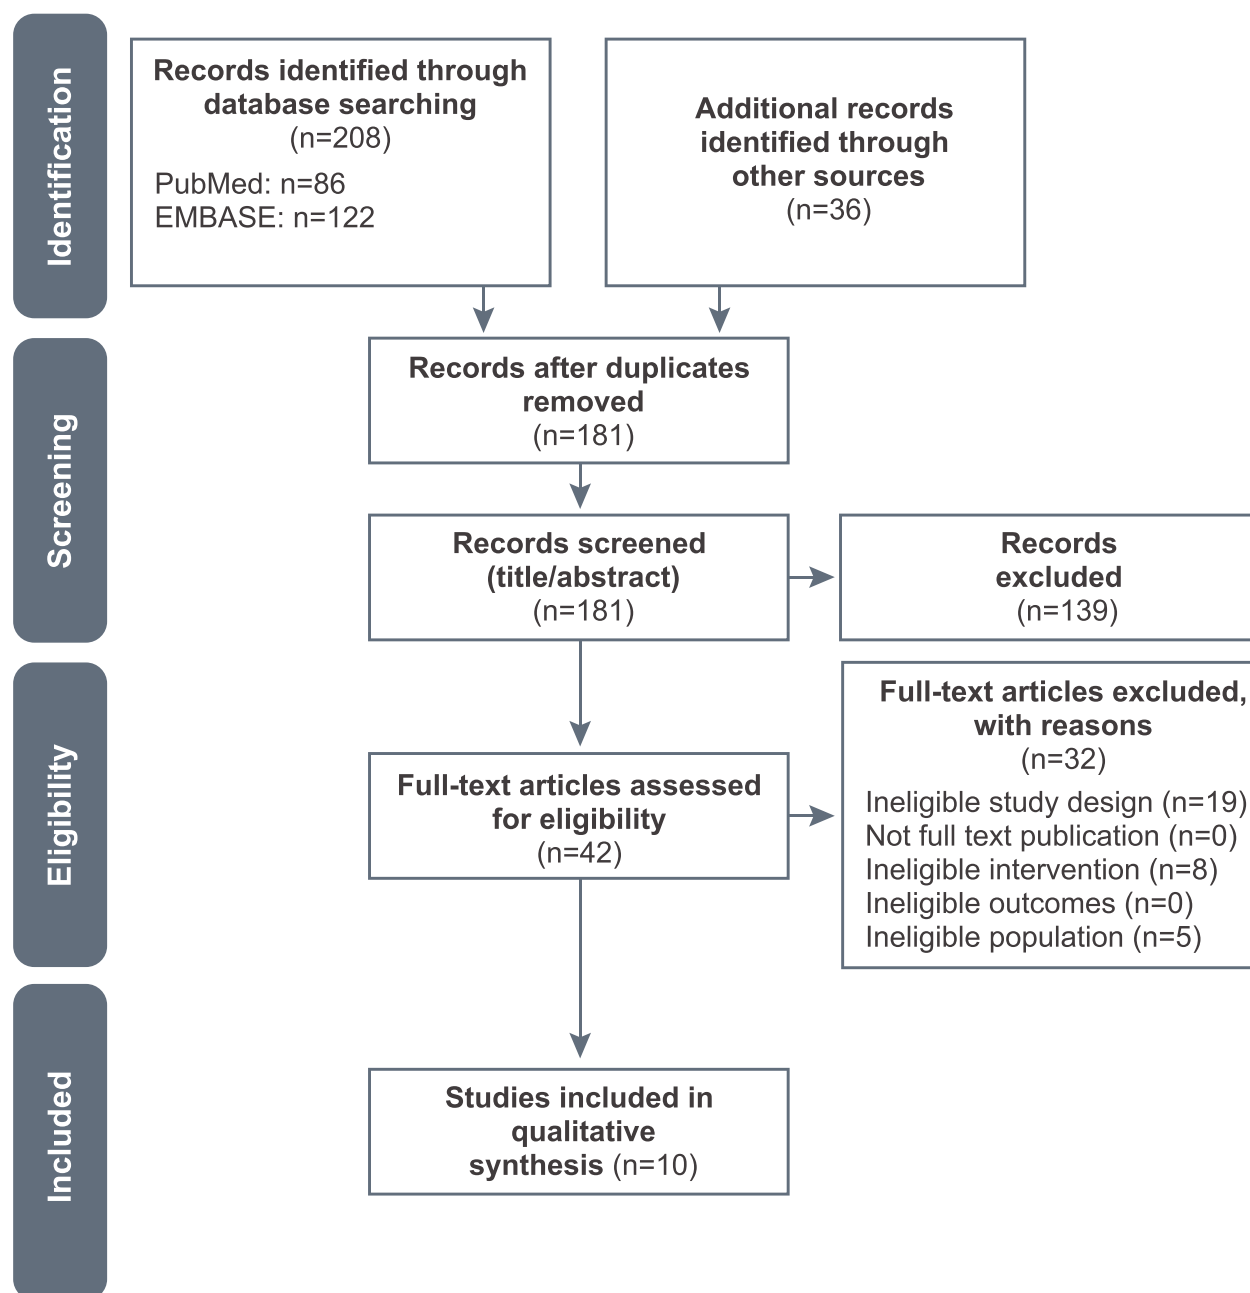 Identification
Records identified through
database searching
(n=208)
PubMed: n=86
EMBASE: n=122
Additional records
identified through
other sources
(n=36)
Screening
Records after duplicates
removed
(n=181)
Records screened
(title/abstract)
(n=181)
Records
excluded
(n=139)
Eligibility
Full-text articles assessed
for eligibility
(n=42)
Full-text articles excluded,
with reasons
(n=32)
Ineligible study design (n=19)
Not full text publication (n=0)
Ineligible intervention (n=8)
Ineligible outcomes (n=0)
Ineligible population (n=5)
Included
Studies included in
qualitative
synthesis (n=10)